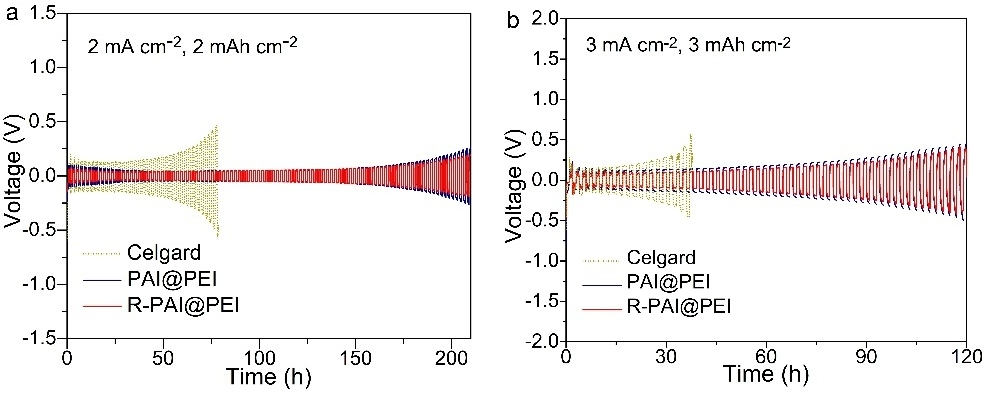 a
1.5
2 mA cm-2, 2 mAh cm-2
1.0
0.5
0.0
-0.5
-1.0
-1.5
Voltage (V)
Celgard
PAI@PEI
R-PAI@PEI
0 50 100 150 200
Time (h)
b
2.0
3 mA cm-2, 3 mAh cm-2
1.5
1.0
0.5
0.0
-0.5
-1.0
-1.5
-2.0
Voltage (V)
Celgard
PAI@PEI
R-PAI@PEI
0 30 60 90 120
Time (h)